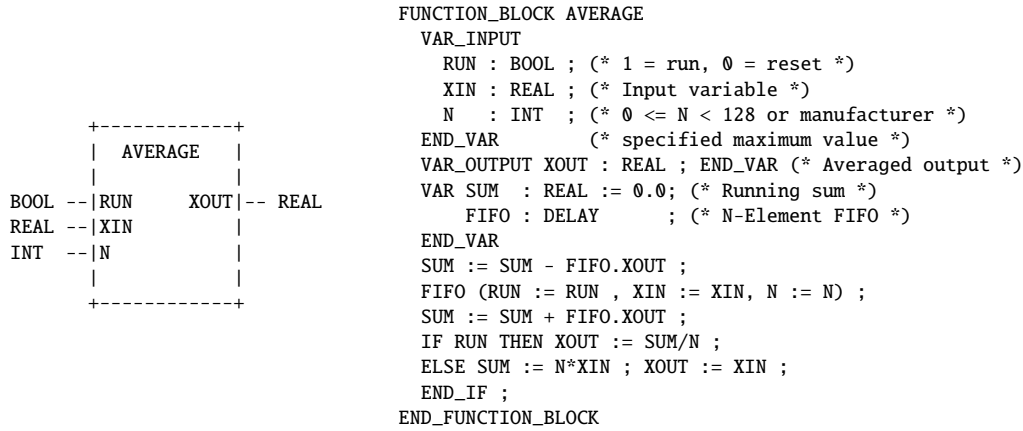 FUNCTION_BLOCK AVERAGE
  VAR_INPUT
    RUN : BOOL ; (* 1 = run, 0 = reset *)
    XIN : REAL ; (* Input variable *)
    N   : INT  ; (* 0 <= N < 128 or manufacturer *)
  END_VAR        (* specified maximum value *)
  VAR_OUTPUT XOUT : REAL ; END_VAR (* Averaged output *)
  VAR SUM  : REAL := 0.0; (* Running sum *)
      FIFO : DELAY      ; (* N-Element FIFO *)
  END_VAR
  SUM := SUM - FIFO.XOUT ;
  FIFO (RUN := RUN , XIN := XIN, N := N) ;
  SUM := SUM + FIFO.XOUT ;
  IF RUN THEN XOUT := SUM/N ;
  ELSE SUM := N*XIN ; XOUT := XIN ;
  END_IF ;
END_FUNCTION_BLOCK
      +------------+
      |  AVERAGE   |
      |            |
BOOL --|RUN     XOUT|-- REAL
REAL --|XIN         |
INT  --|N           |
      |            |
      +------------+